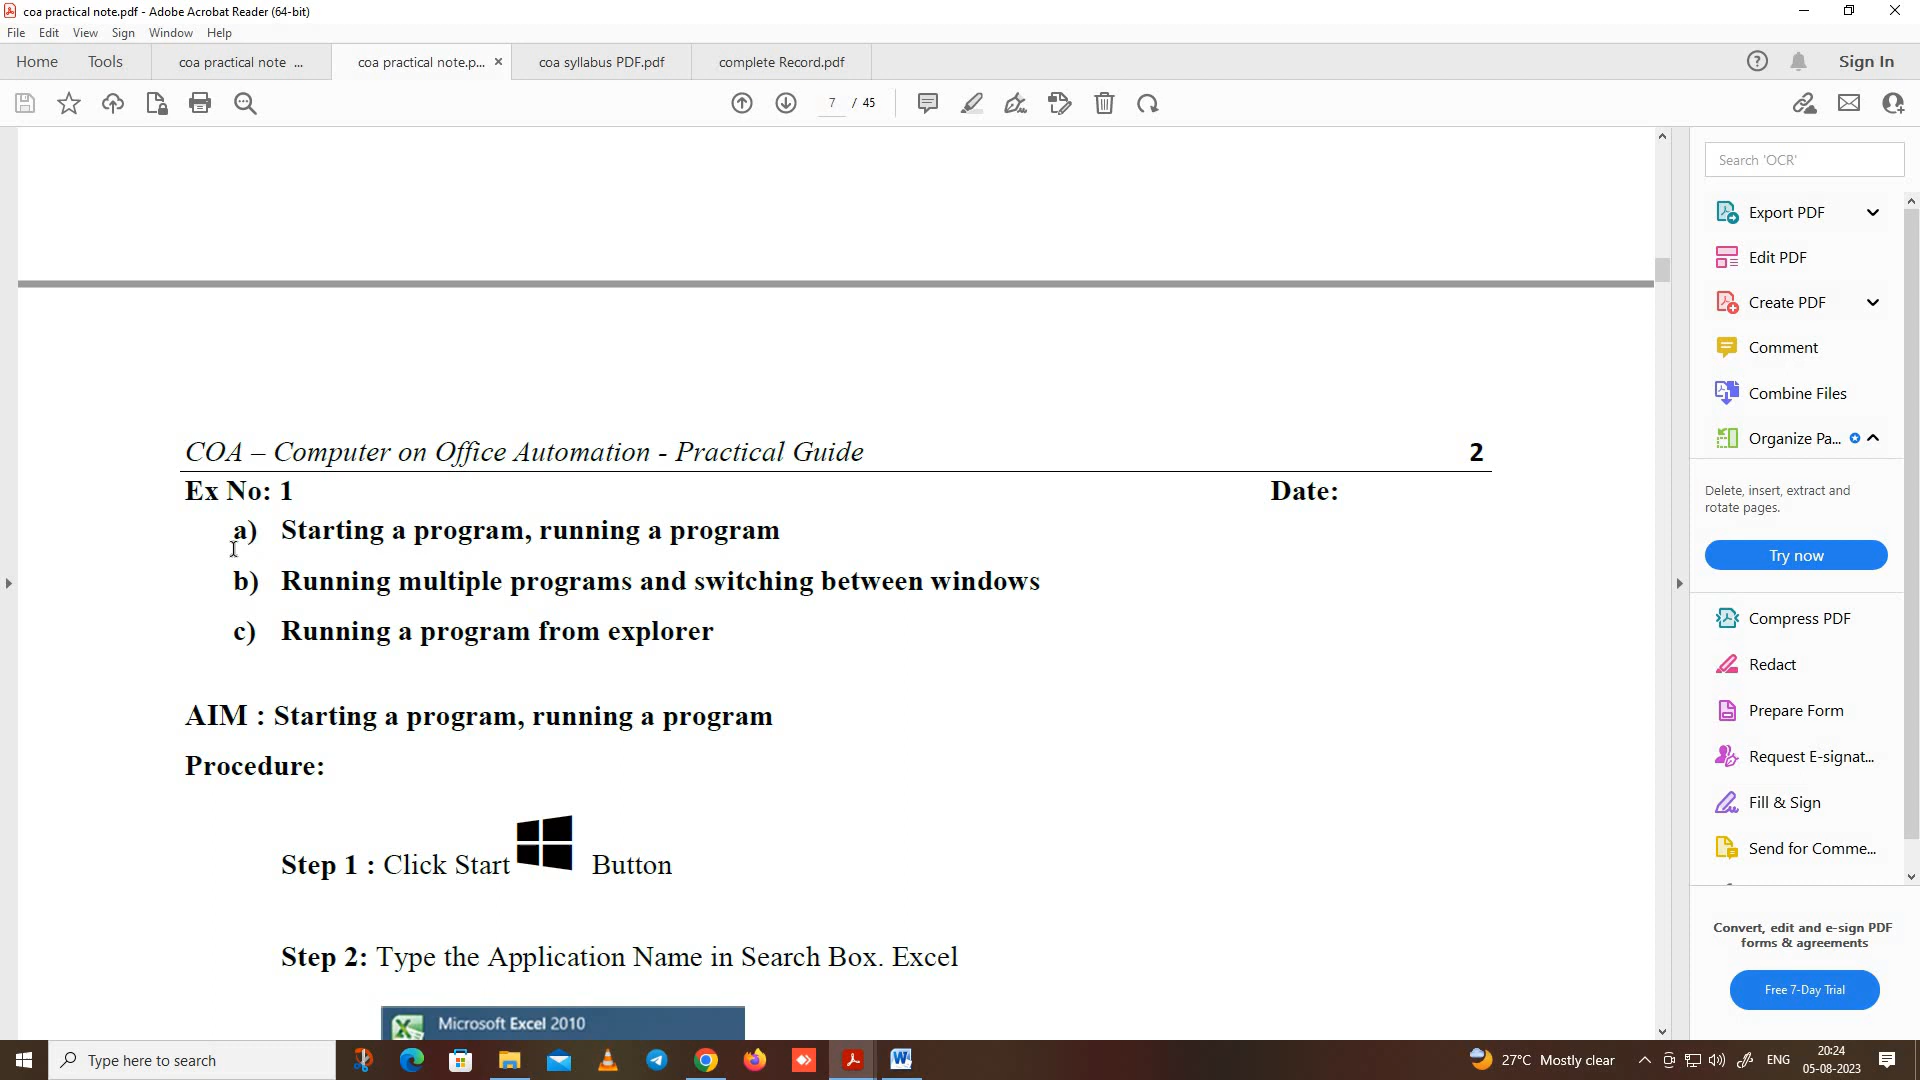 coa practical note.pdf - Adobe Acrobat Reader (64-bit)
File Edit View Sign Window Help
Home Tools coa practical note ... coa practical note.p... × coa syllabus PDF.pdf complete Record.pdf Sign In
7 / 45
Search 'OCR'
Export PDF
Edit PDF
Create PDF
Comment
Combine Files
Organize Pa...
Delete, insert, extract and
rotate pages.
Try now
Compress PDF
Redact
Prepare Form
Request E-signat...
Fill & Sign
Send for Comme...
Convert, edit and e-sign PDF
forms & agreements
Free 7-Day Trial
COA – Computer on Office Automation - Practical Guide 2
Ex No: 1 Date:
a) Starting a program, running a program
b) Running multiple programs and switching between windows
c) Running a program from explorer
AIM : Starting a program, running a program
Procedure:
Step 1 : Click Start Button
Step 2: Type the Application Name in Search Box. Excel
Microsoft Excel 2010
Type here to search 27°C Mostly clear ENG 20:24
05-08-2023